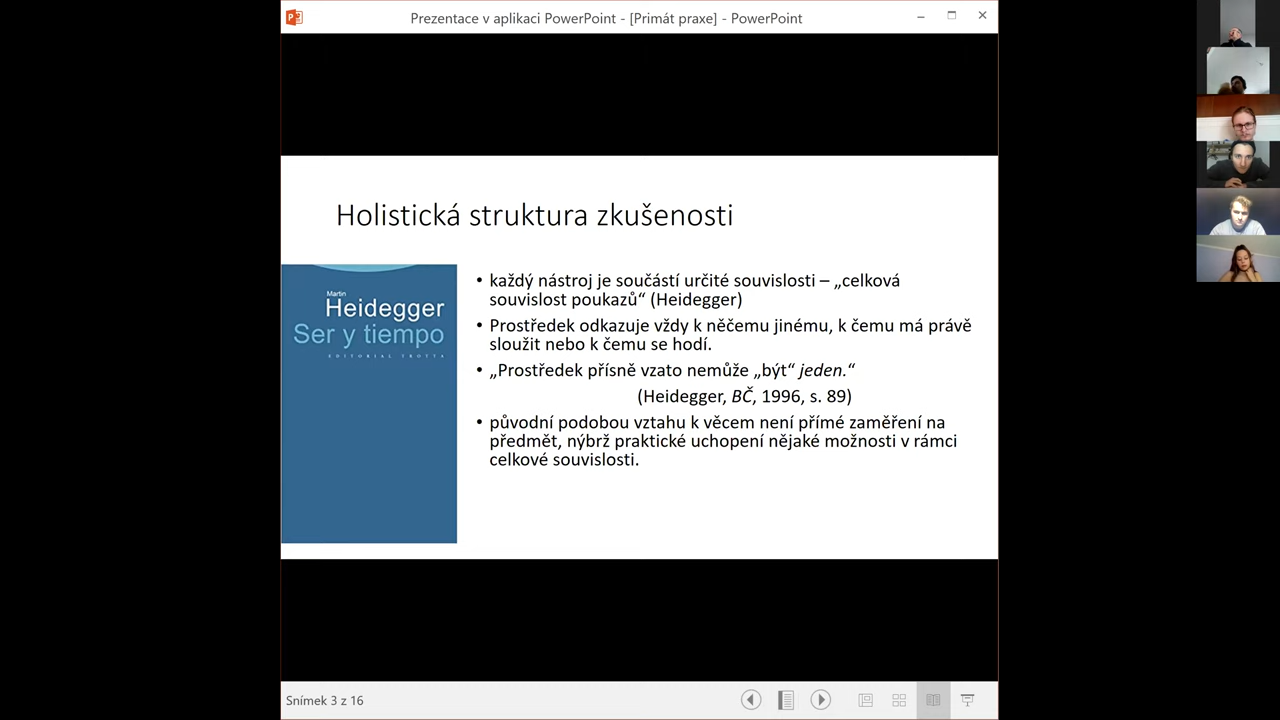 Prezentace v aplikaci PowerPoint - [Primát praxe] - PowerPoint
Holistická struktura zkušenosti
Martin
Heidegger
Ser y tiempo
EDITORIAL TROTTA
• každý nástroj je součástí určité souvislosti – „celková
souvislost poukazů“ (Heidegger)
• Prostředek odkazuje vždy k něčemu jinému, k čemu má právě
sloužit nebo k čemu se hodí.
• „Prostředek přísně vzato nemůže „být“ jeden.“
(Heidegger, BČ, 1996, s. 89)
• původní podobou vztahu k věcem není přímé zaměření na
předmět, nýbrž praktické uchopení nějaké možnosti v rámci
celkové souvislosti.
Snímek 3 z 16